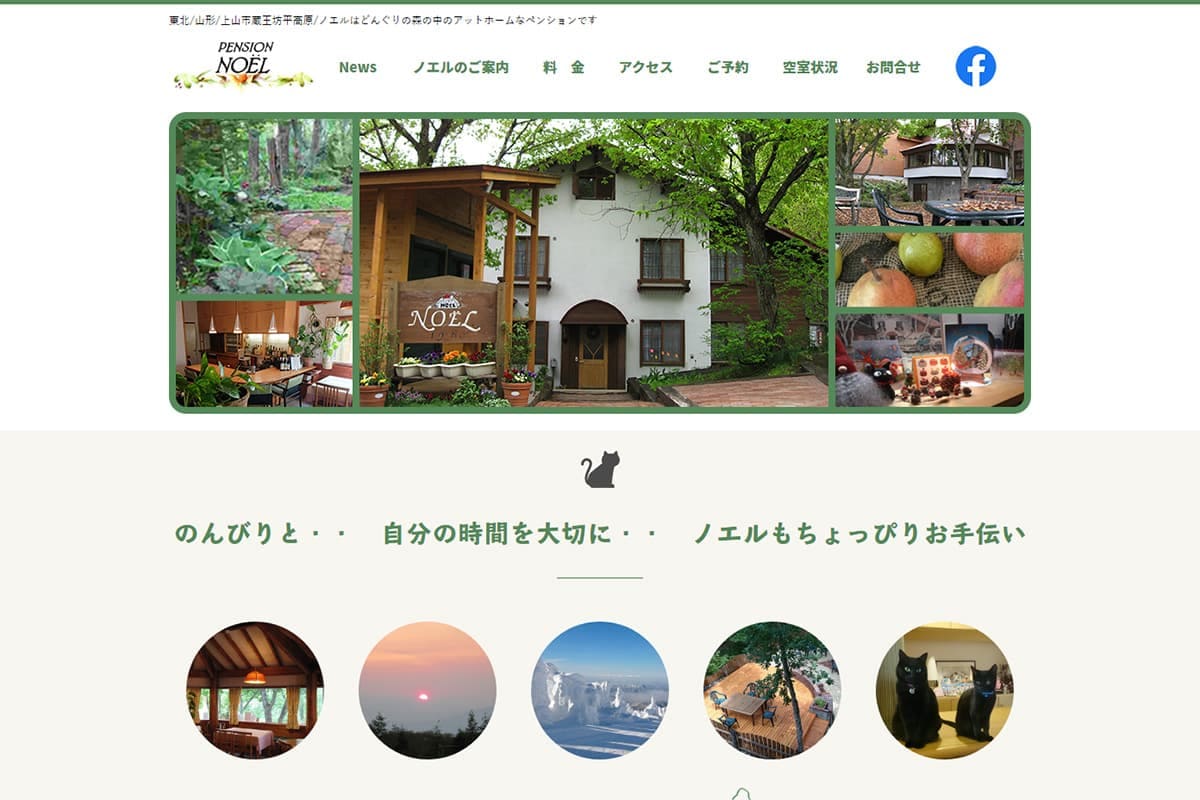 東北/山形/上山市蔵王坊平高原/ノエルはどんぐりの森の中のアットホームなペンションです
PENSION
NOËL
News ノエルのご案内 料　金 アクセス ご予約 空室状況 お問合せ
NOËL
のんびりと・・　自分の時間を大切に・・　ノエルもちょっぴりお手伝い